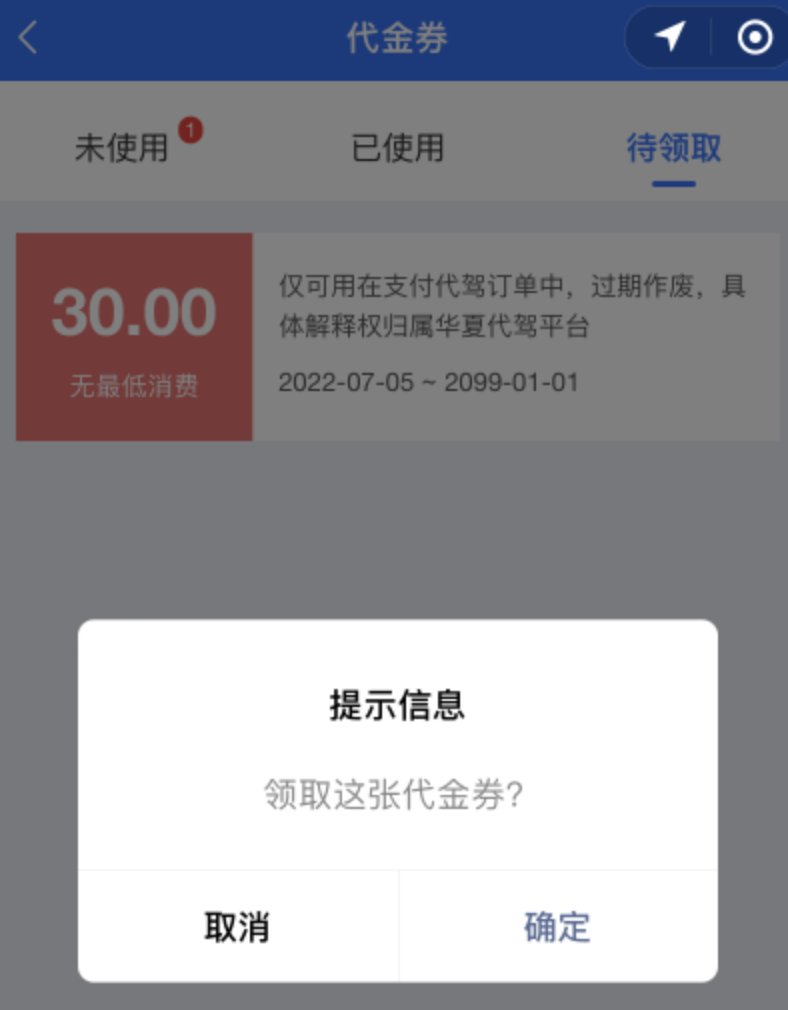 代金券
未使用 1
已使用
待领取
30.00
无最低消费
仅可用在支付代驾订单中，过期作废，具
体解释权归属华夏代驾平台
2022-07-05 ~ 2099-01-01
提示信息
领取这张代金券?
取消
确定